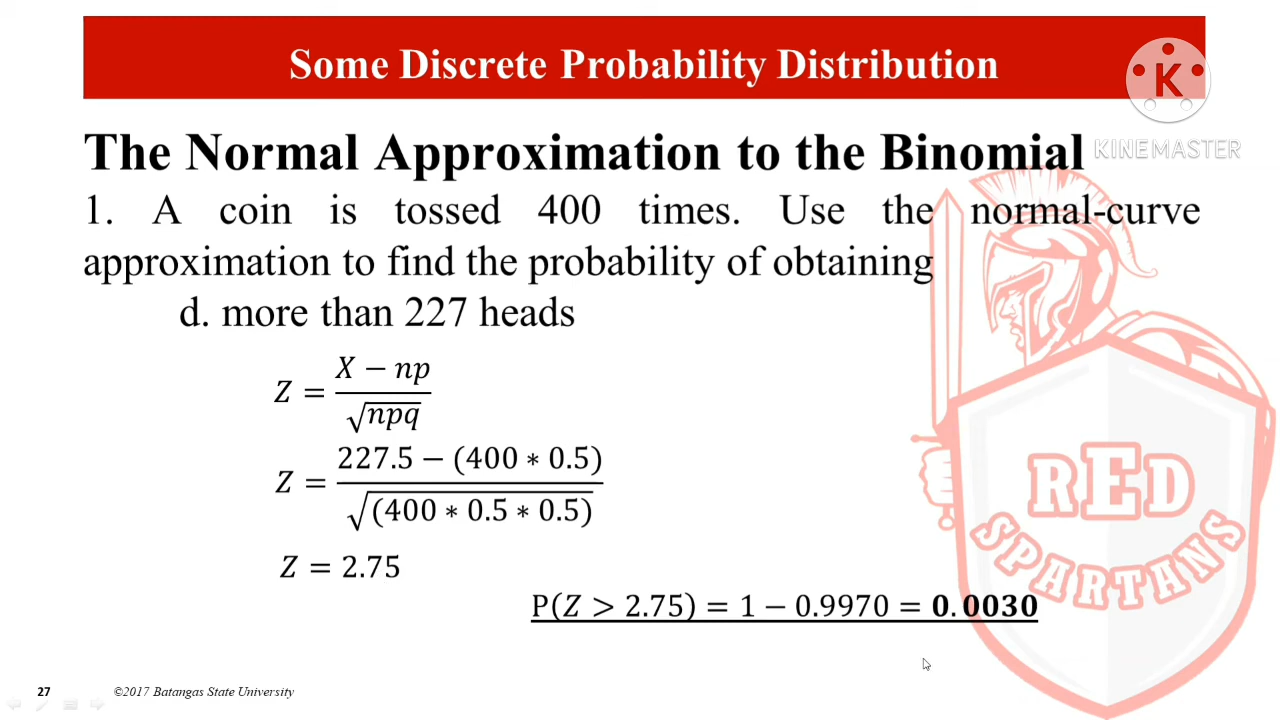 Some Discrete Probability Distribution
K
KINEMASTER
The Normal Approximation to the Binomial
1. A coin is tossed 400 times. Use the normal-curve
approximation to find the probability of obtaining
d. more than 227 heads
Z = (X − np) / √npq
Z = (227.5 − (400 ∗ 0.5)) / √(400 ∗ 0.5 ∗ 0.5)
Z = 2.75
P(Z > 2.75) = 1 − 0.9970 = 0.0030
RED
SPARTANS
27 ©2017 Batangas State University